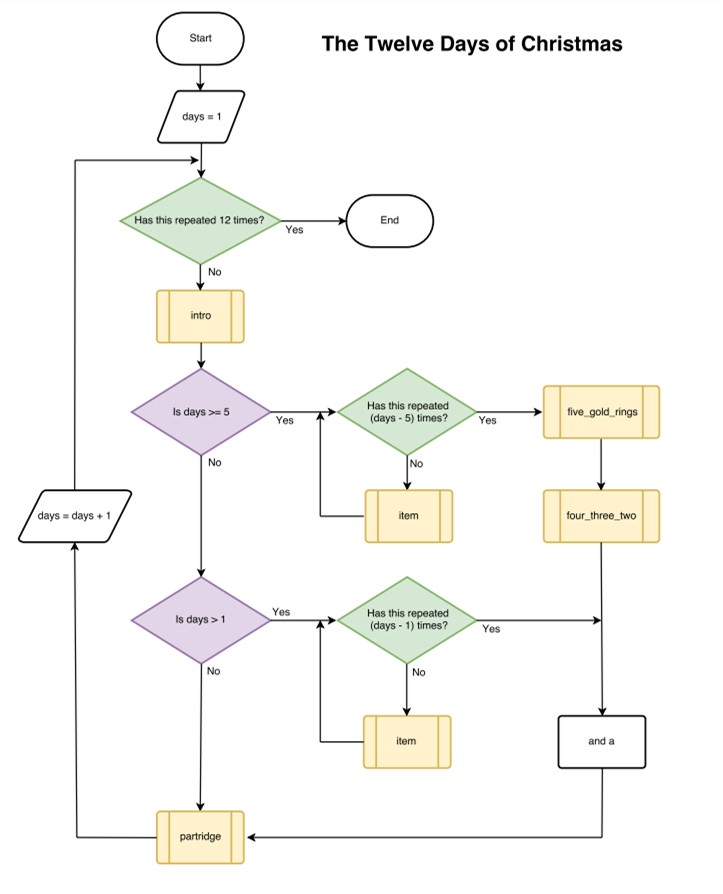 Start
The Twelve Days of Christmas
days = 1
Has this repeated 12 times?
Yes
End
No
intro
Is days >= 5
Yes
Has this repeated
(days - 5) times?
Yes
five_gold_rings
No
No
item
four_three_two
days = days + 1
Is days > 1
Yes
Has this repeated
(days - 1) times?
Yes
No
No
item
and a
partridge